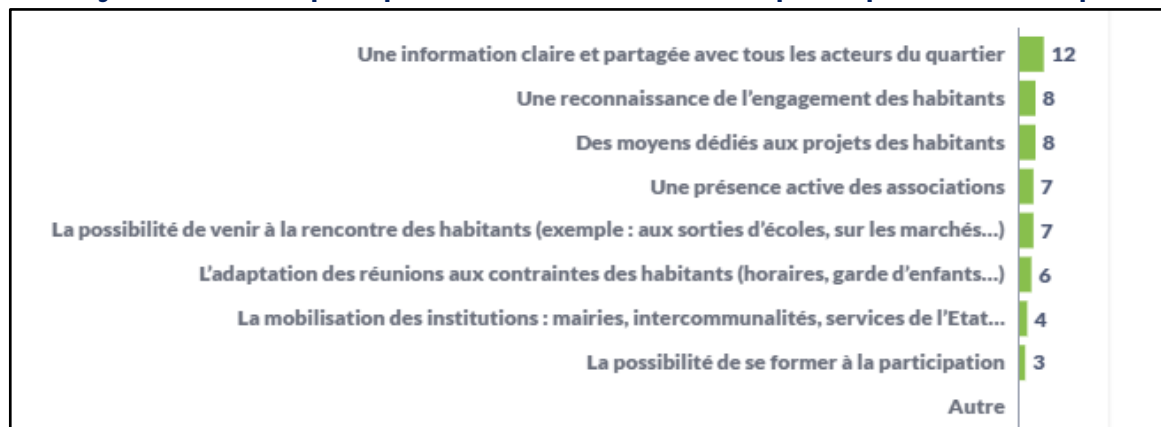 Une information claire et partagée avec tous les acteurs du quartier 12
Une reconnaissance de l’engagement des habitants 8
Des moyens dédiés aux projets des habitants 8
Une présence active des associations 7
La possibilité de venir à la rencontre des habitants (exemple : aux sorties d’écoles, sur les marchés...) 7
L’adaptation des réunions aux contraintes des habitants (horaires, garde d’enfants...) 6
La mobilisation des institutions : mairies, intercommunalités, services de l’Etat... 4
La possibilité de se former à la participation 3
Autre